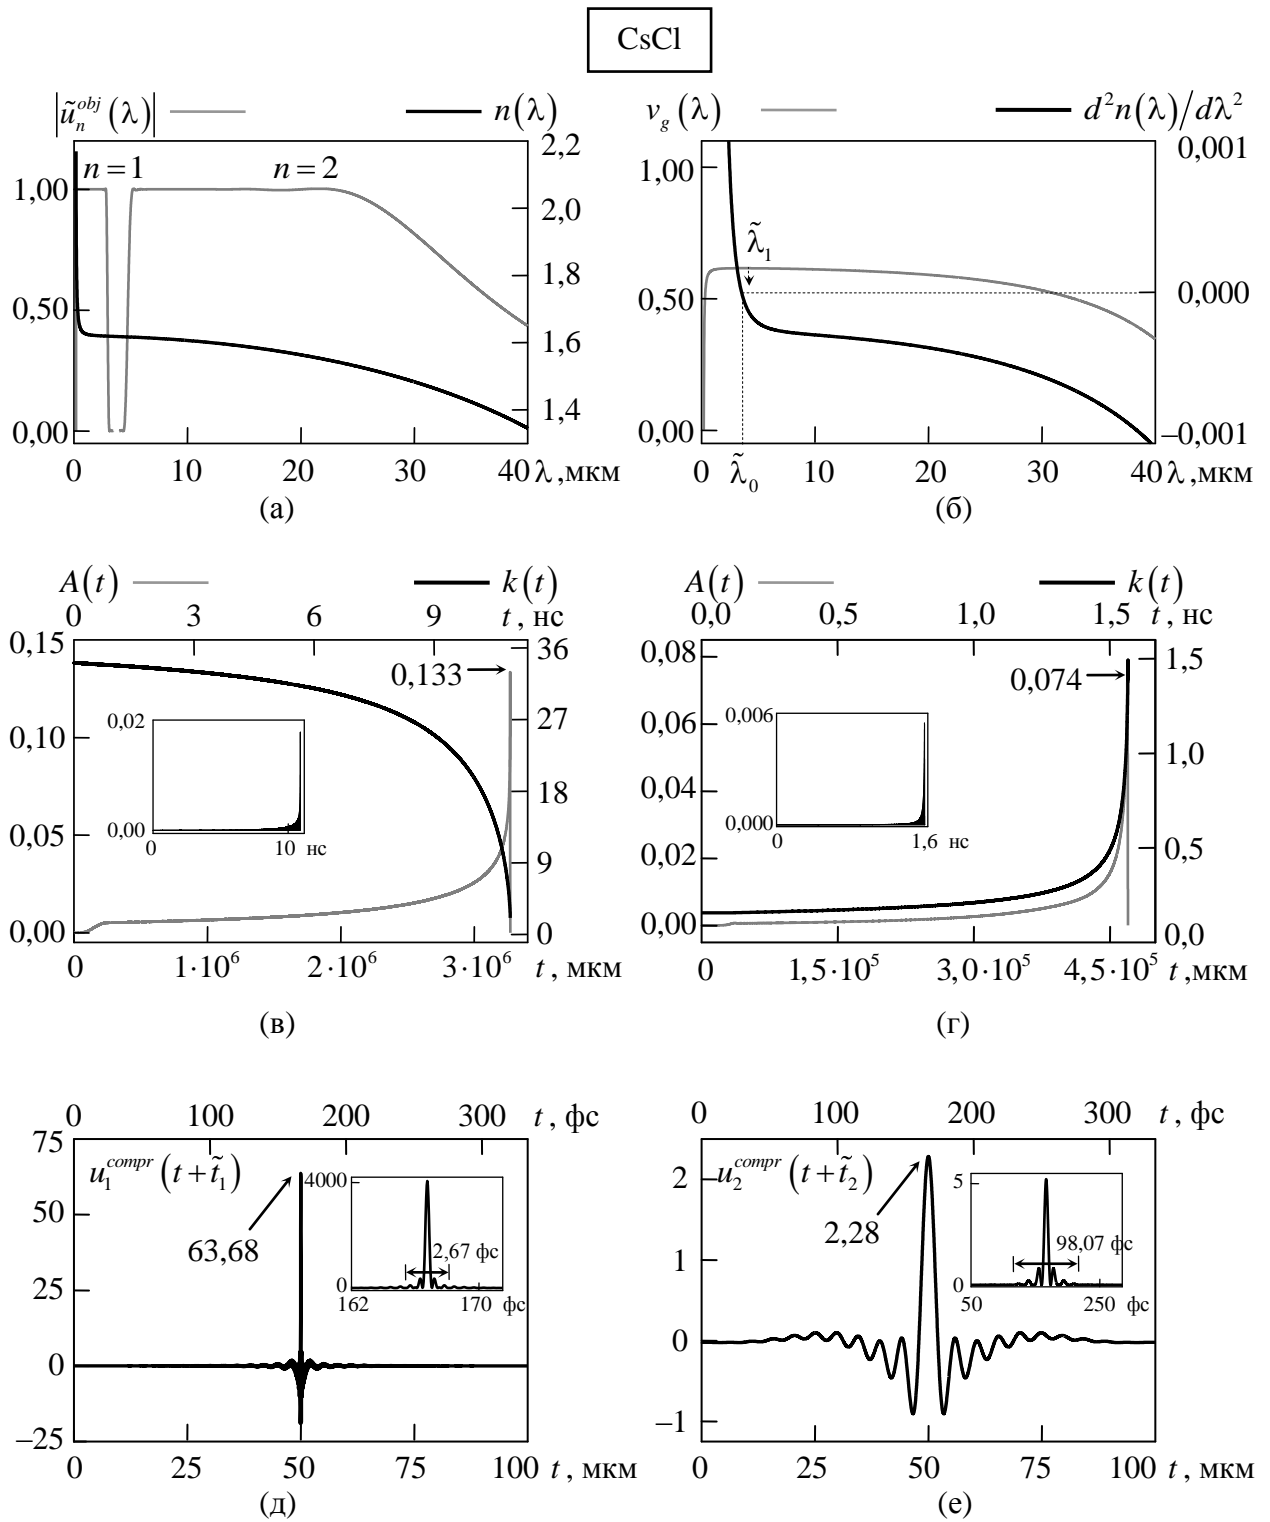 CsCl
|ũₙᵒᵇʲ(λ)| n(λ)
n = 1 n = 2
1,00
0,50
0,00
2,2
2,0
1,8
1,6
1,4
0 10 20 30 40 λ,мкм
(а)
v_g(λ) d²n(λ)/dλ²
1,00
0,50
0,00
λ̃₁
0,001
0,000
−0,001
0 λ̃₀ 10 20 30 40 λ,мкм
(б)
A(t) k(t)
0 3 6 9 t, нс
0,15
0,10
0,05
0,00
0,133
36
27
18
9
0
0,02
0,00
0 10 нс
0 1·10⁶ 2·10⁶ 3·10⁶ t, мкм
(в)
A(t) k(t)
0,0 0,5 1,0 1,5 t, нс
0,08
0,06
0,04
0,02
0,00
0,074
1,5
1,0
0,5
0,0
0,006
0,000
0 1,6 нс
0 1,5·10⁵ 3,0·10⁵ 4,5·10⁵ t,мкм
(г)
0 100 200 300 t, фс
75
50
25
0
−25
u₁ᶜᵒᵐᵖʳ(t+t̃₁)
63,68
4000
0
2,67 фс
162 170 фс
0 25 50 75 100 t, мкм
(д)
0 100 200 300 t, фс
2
1
0
−1
u₂ᶜᵒᵐᵖʳ(t+t̃₂)
2,28
5
0
98,07 фс
50 250 фс
0 25 50 75 100 t, мкм
(е)